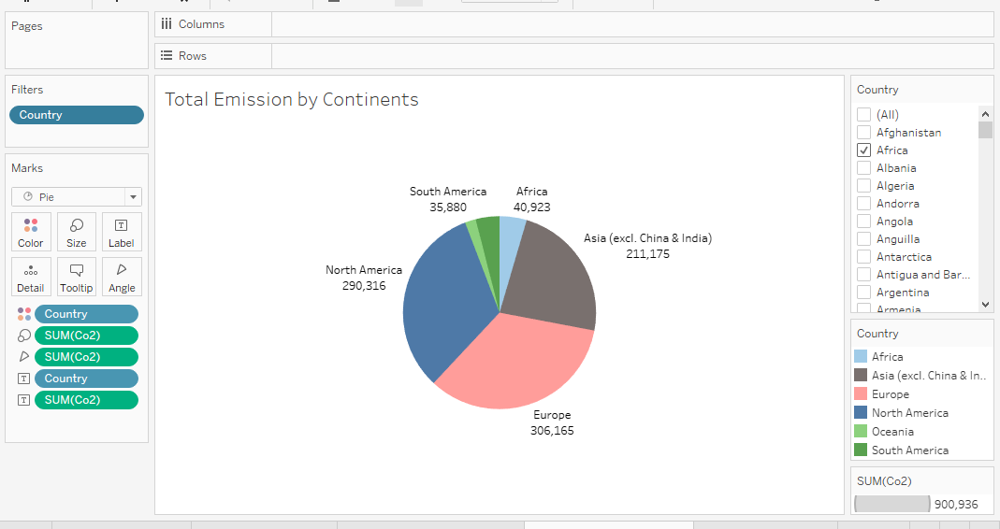 Pages
Columns
Rows
Filters
Country
Marks
Pie
Color
Size
Label
Detail
Tooltip
Angle
Country
SUM(Co2)
SUM(Co2)
Country
SUM(Co2)
Total Emission by Continents
South America
35,880
Africa
40,923
Asia (excl. China & India)
211,175
North America
290,316
Europe
306,165
Country
(All)
Afghanistan
Africa
Albania
Algeria
Andorra
Angola
Anguilla
Antarctica
Antigua and Bar...
Argentina
Armenia
Country
Africa
Asia (excl. China & In..
Europe
North America
Oceania
South America
SUM(Co2)
900,936